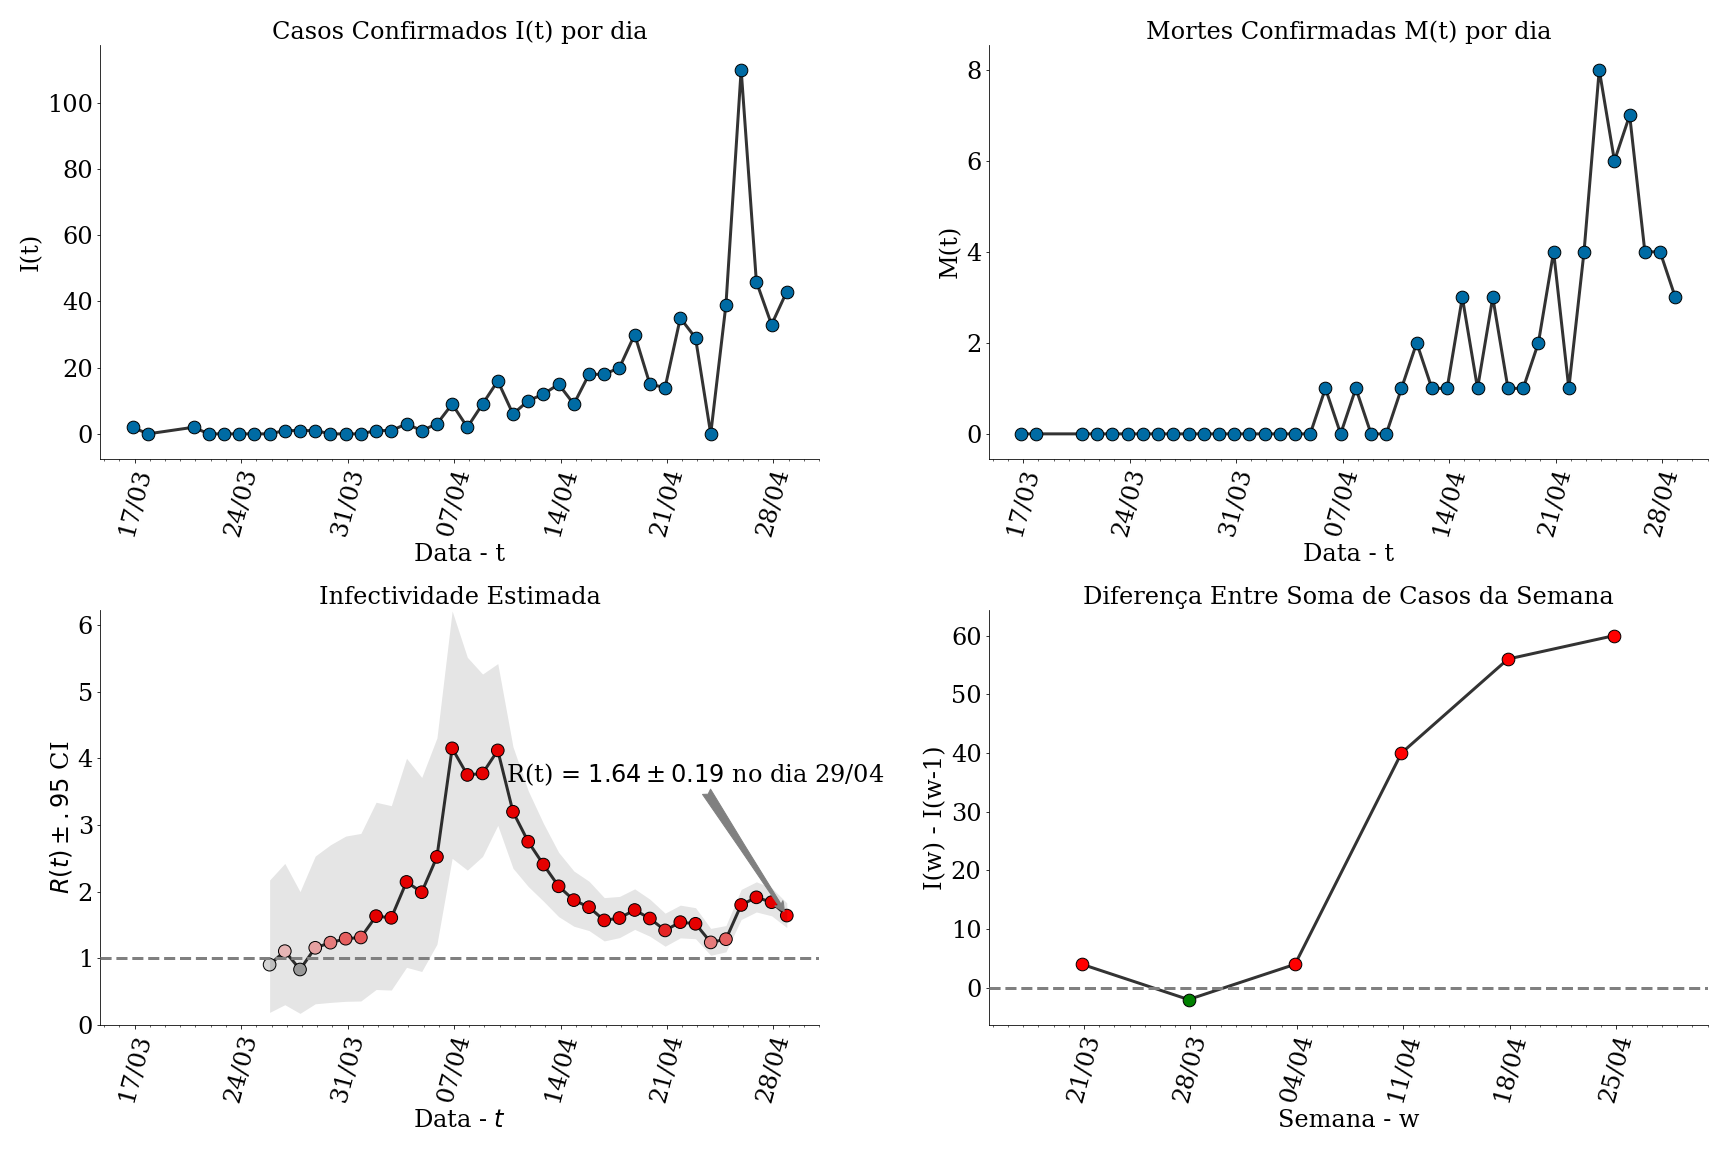 Casos Confirmados I(t) por dia
I(t)
100
80
60
40
20
0
17/03 24/03 31/03 07/04 14/04 21/04 28/04
Data - t
Mortes Confirmadas M(t) por dia
M(t)
8
6
4
2
0
17/03 24/03 31/03 07/04 14/04 21/04 28/04
Data - t
Infectividade Estimada
R(t) ± .95 CI
6
5
4
3
2
1
0
R(t) = 1.64 ± 0.19 no dia 29/04
17/03 24/03 31/03 07/04 14/04 21/04 28/04
Data - t
Diferença Entre Soma de Casos da Semana
I(w) - I(w-1)
60
50
40
30
20
10
0
21/03 28/03 04/04 11/04 18/04 25/04
Semana - w